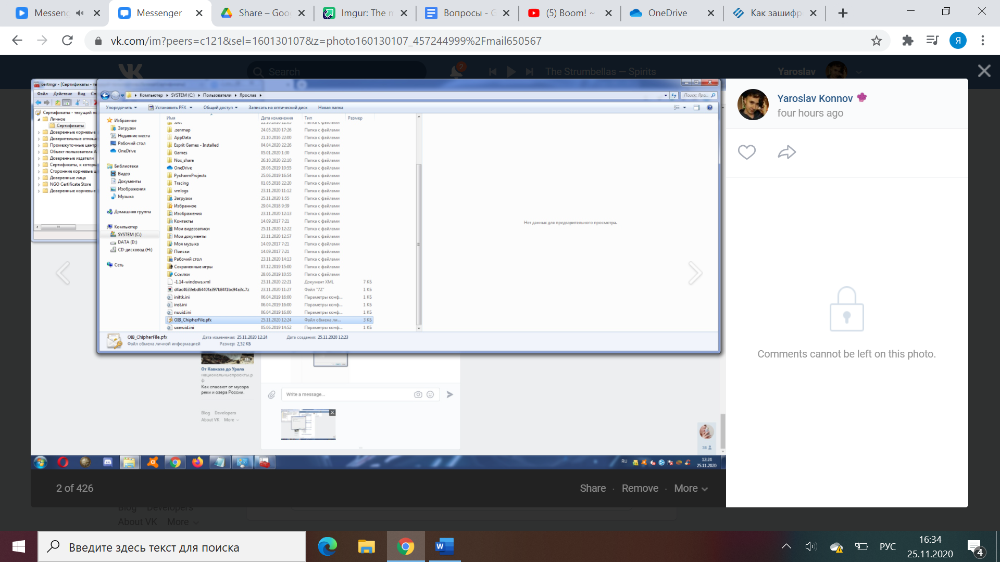 Messeng
Messenger
Share – Goo
Imgur: The m
Вопросы - G
(5) Boom! ~
OneDrive
Как зашифр
vk.com/im?peers=c121&sel=160130107&z=photo160130107_457244999%2Fmail650567
Я
Search
2
The Strumbellas — Spirits
Yaroslav
certmgr - [Сертификаты - те
Файл Действие Вид Сп
Сертификаты - текущий по
Личное
Сертификаты
Доверенные корневые
Доверительные отнош
Промежуточные центр
Объект пользователя A
Доверенные издатели
Сертификаты, к которы
Сторонние корневые ц
Доверенные лица
NGO Certificate Store
Доверенные корневые
Компьютер SYSTEM (C:) Пользователи Ярослав
Поиск: Яро...
Упорядочить Установить PFX Общий доступ Записать на оптический диск Новая папка
Избранное
Загрузки
Недавние места
Рабочий стол
OneDrive
Библиотеки
Видео
Документы
Изображения
Музыка
Домашняя группа
Компьютер
SYSTEM (C:)
DATA (D:)
CD-дисковод (H:)
Сеть
Имя Дата изменения Тип Размер
.zenmap 24.05.2020 17:26 Папка с файлами
AppData 21.10.2016 22:00 Папка с файлами
Esprit Games - Installed 04.04.2020 22:26 Папка с файлами
Games 05.01.2020 1:30 Папка с файлами
Nox_share 26.10.2020 22:10 Папка с файлами
OneDrive 28.06.2019 10:55 Папка с файлами
PycharmProjects 25.06.2019 16:54 Папка с файлами
Tracing 01.05.2018 22:20 Папка с файлами
vmlogs 23.11.2020 11:12 Папка с файлами
Загрузки 25.11.2020 1:55 Папка с файлами
Избранное 29.04.2018 9:39 Папка с файлами
Изображения 23.11.2020 12:13 Папка с файлами
Контакты 14.09.2017 7:21 Папка с файлами
Мои видеозаписи 25.11.2020 12:22 Папка с файлами
Мои документы 23.11.2020 12:57 Папка с файлами
Моя музыка 14.09.2017 7:21 Папка с файлами
Поиски 14.09.2017 7:21 Папка с файлами
Рабочий стол 23.11.2020 14:13 Папка с файлами
Сохраненные игры 07.12.2019 15:00 Папка с файлами
Ссылки 28.06.2019 10:55 Папка с файлами
-1.14-windows.xml 23.11.2020 22:21 Документ XML 7 КБ
d4ac4633ebd6440fa397b84f1bc94a3c.7z 23.11.2020 11:27 Файл "7Z" 1 КБ
inittk.ini 06.04.2019 16:00 Параметры конф... 1 КБ
inst.ini 06.04.2019 16:00 Параметры конф... 1 КБ
nuuid.ini 06.04.2019 16:00 Параметры конф... 1 КБ
OIB_ChipherFile.pfx 25.11.2020 12:24 Файл обмена ли... 3 КБ
useruid.ini 05.06.2019 14:52 Параметры конф... 1 КБ
Нет данных для предварительного просмотра.
OIB_ChipherFile.pfx Дата изменения: 25.11.2020 12:24 Дата создания: 25.11.2020 12:23
Файл обмена личной информацией Размер: 2,52 КБ
От Кавказа до Урала
национальныепроекты.р
ф
Как спасают от мусора
реки и озера России.
Blog Developers
About VK More
Write a message...
38
RU
12:24
25.11.2020
Yaroslav Konnov
four hours ago
Comments cannot be left on this photo.
2 of 426
Share · Remove · More
Blog Developers
About VK More
Введите здесь текст для поиска
РУС
16:34
25.11.2020
4